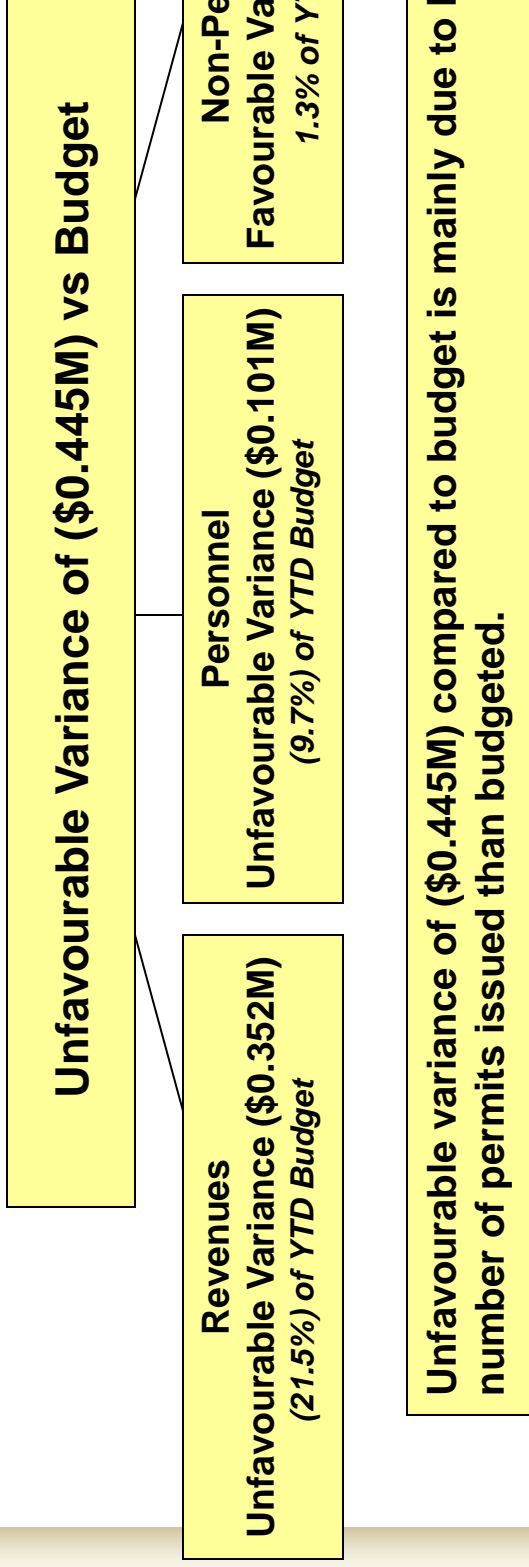 Unfavourable Variance of ($0.445M) vs Budget
Revenues
Unfavourable Variance ($0.352M)
(21.5%) of YTD Budget
Personnel
Unfavourable Variance ($0.101M)
(9.7%) of YTD Budget
Non-Pe
Favourable Va
1.3% of Y
Unfavourable variance of ($0.445M) compared to budget is mainly due to
number of permits issued than budgeted.